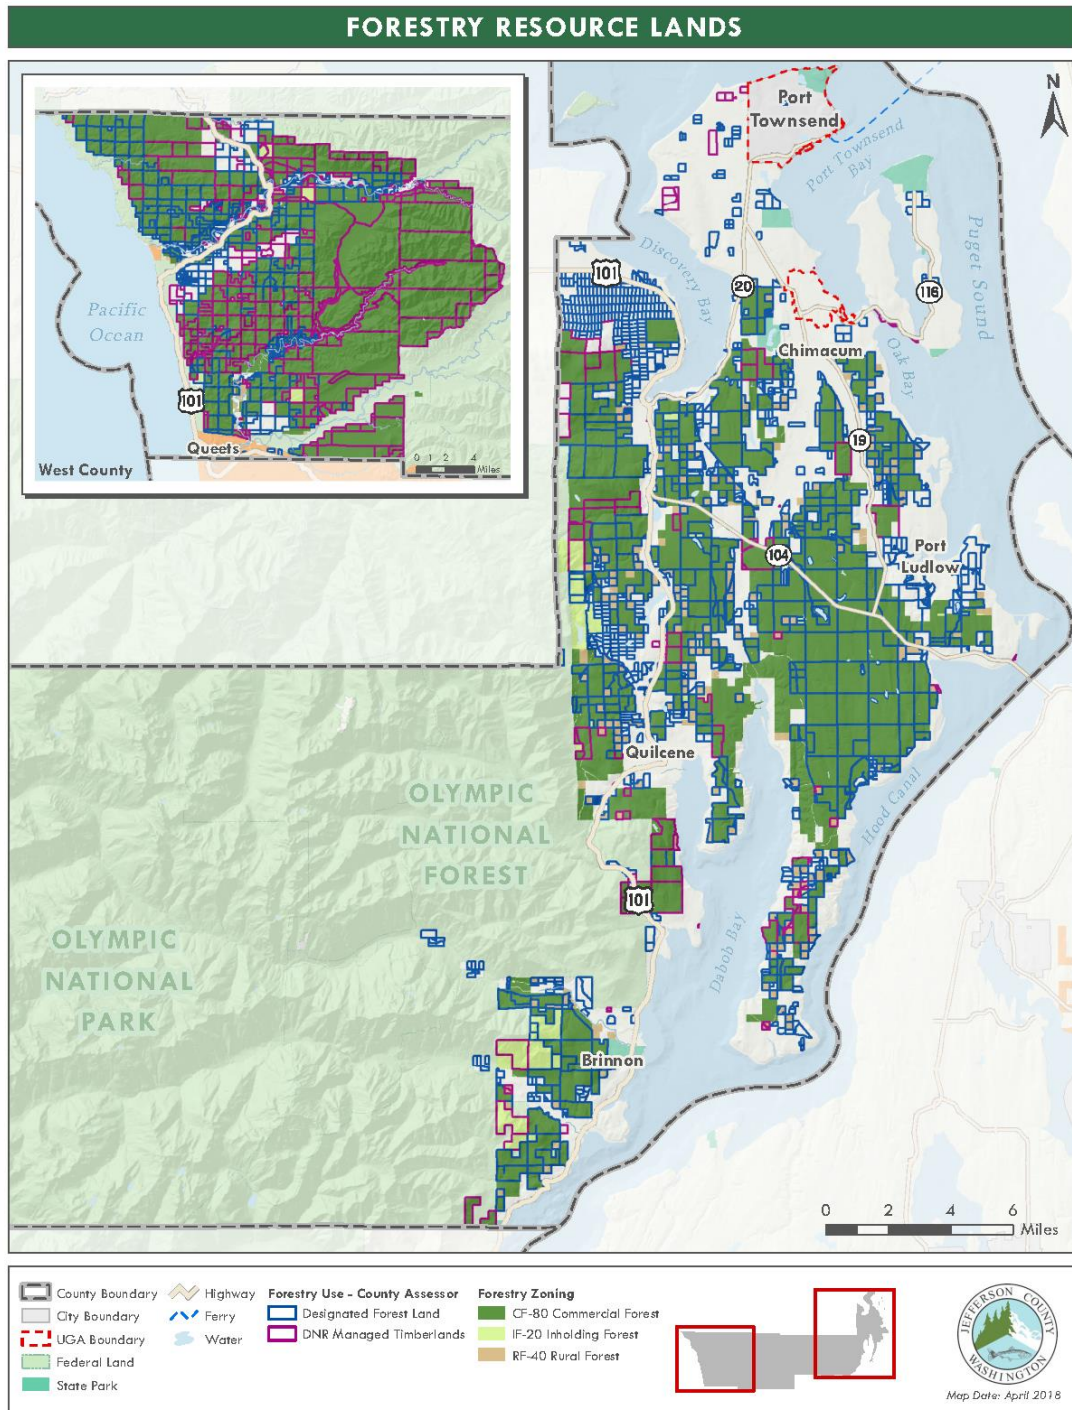 FORESTRY RESOURCE LANDS
N
Port
Townsend
Port Townsend
Bay
Puget Sound
Discovery Bay
101
20
116
Chimacum
Oak Bay
19
Pacific
Ocean
101
Queets
West County
0 1 2 4
Miles
104
Port
Ludlow
Quilcene
OLYMPIC
NATIONAL
FOREST
Hood Canal
101
Dabob Bay
OLYMPIC
NATIONAL
PARK
Brinnon
0 2 4 6
Miles
County Boundary
City Boundary
UGA Boundary
Federal Land
State Park
Highway
Ferry
Water
Forestry Use - County Assessor
Designated Forest Land
DNR Managed Timberlands
Forestry Zoning
CF-80 Commercial Forest
IF-20 Inholding Forest
RF-40 Rural Forest
JEFFERSON COUNTY
WASHINGTON
Map Date: April 2018